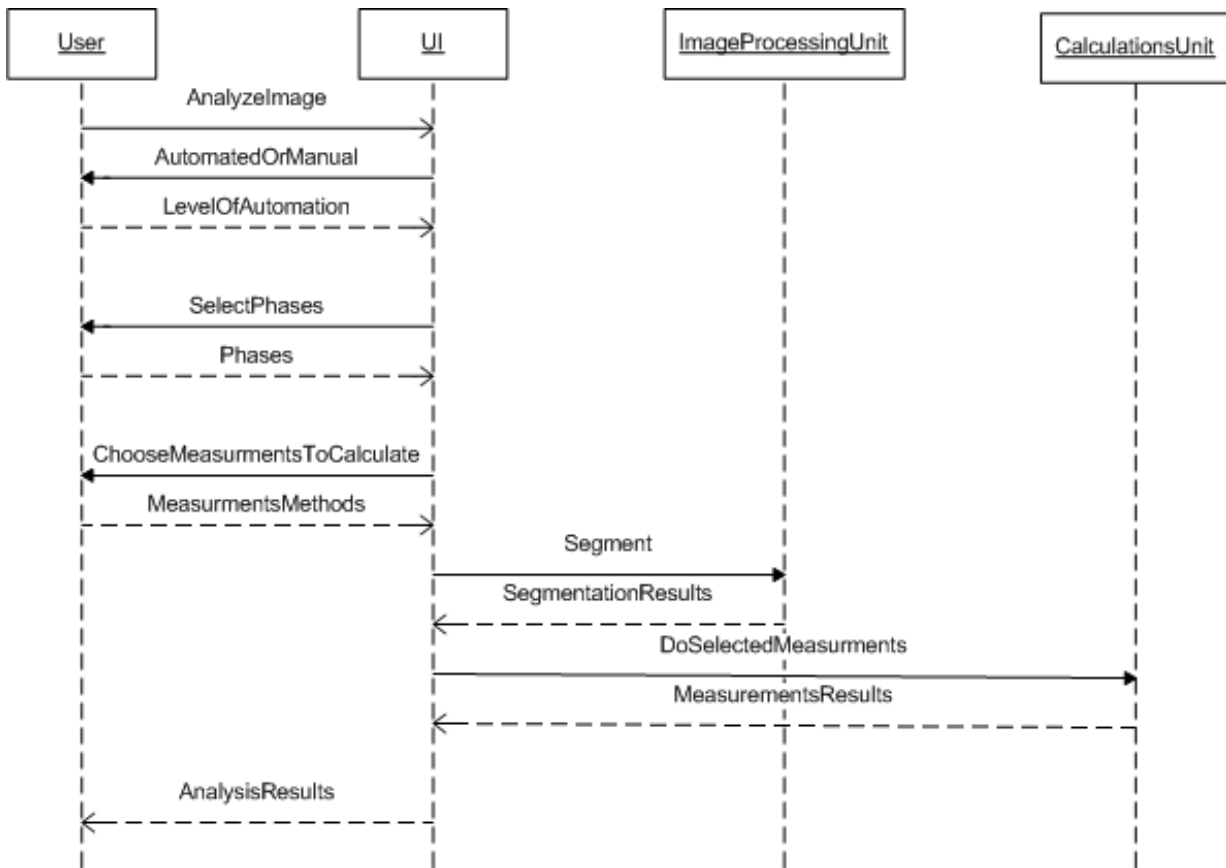 User
UI
ImageProcessingUnit
CalculationsUnit
AnalyzeImage
AutomatedOrManual
LevelOfAutomation
SelectPhases
Phases
ChooseMeasurmentsToCalculate
MeasurmentsMethods
Segment
SegmentationResults
DoSelectedMeasurments
MeasurementsResults
AnalysisResults